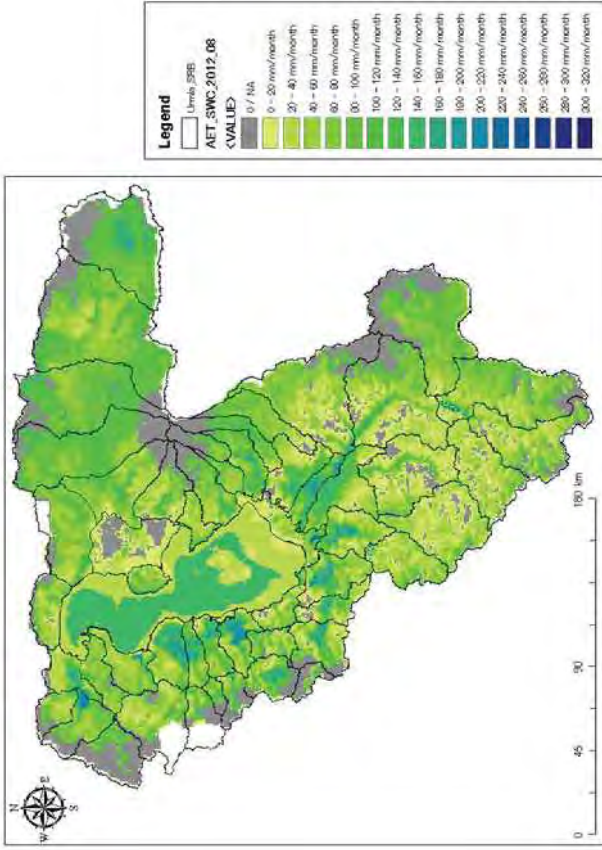 N
W E
S
0 45 90 180 km
Legend
Urmia_SRB
AET_SWC_2012_08
<VALUE>
0 / NA
0 - 20 mm/month
20 - 40 mm/month
40 - 60 mm/month
60 - 80 mm/month
80 - 100 mm/month
100 - 120 mm/month
120 - 140 mm/month
140 - 160 mm/month
160 - 180 mm/month
180 - 200 mm/month
200 - 220 mm/month
220 - 240 mm/month
240 - 260 mm/month
260 - 280 mm/month
280 - 300 mm/month
300 - 320 mm/month